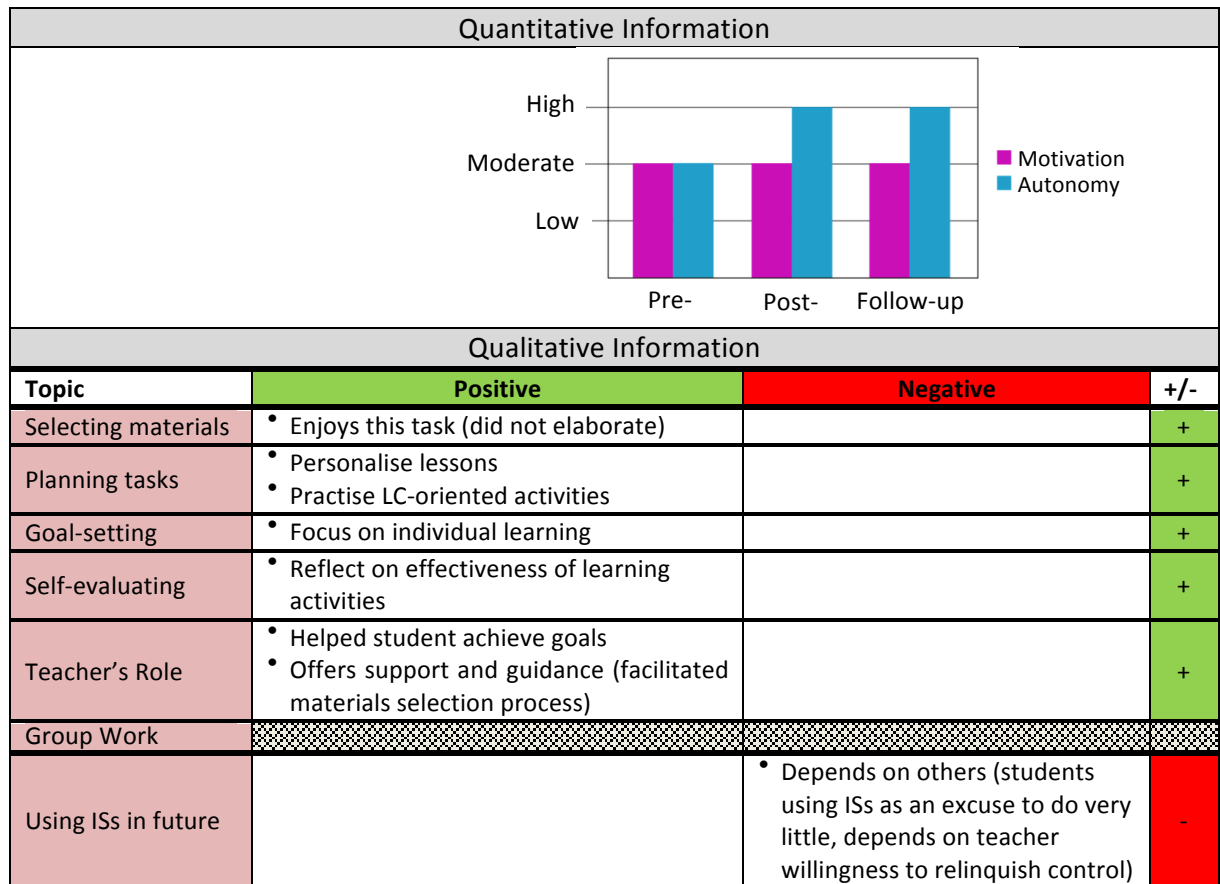 Quantitative Information
High
Moderate
Low
Motivation
Autonomy
Pre- Post- Follow-up
Qualitative Information
Topic Positive Negative +/-
Selecting materials • Enjoys this task (did not elaborate) +
Planning tasks
• Personalise lessons
• Practise LC-oriented activities
+
Goal-setting • Focus on individual learning +
Self-evaluating
• Reflect on effectiveness of learning
activities
+
Teacher's Role
• Helped student achieve goals
• Offers support and guidance (facilitated
materials selection process)
+
Group Work
Using ISs in future
• Depends on others (students
using ISs as an excuse to do very
little, depends on teacher
willingness to relinquish control)
-